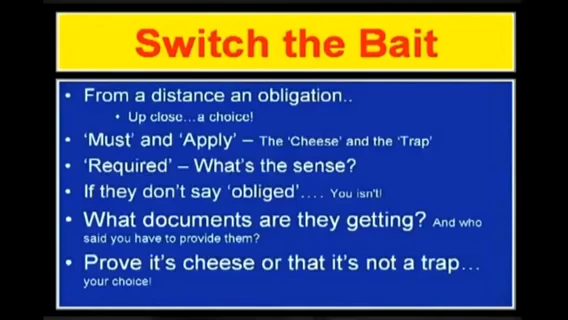 Switch the Bait
• From a distance an obligation..
• Up close...a choice!
• 'Must' and 'Apply' – The 'Cheese' and the 'Trap'
• 'Required' – What's the sense?
• If they don't say 'obliged'.... You isn't!
• What documents are they getting? And who
said you have to provide them?
• Prove it's cheese or that it's not a trap...
your choice!